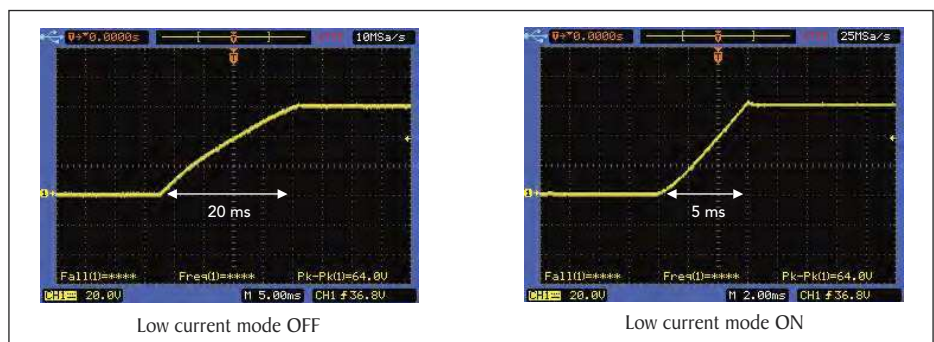 0.0000s
10MSa/s
T
1
20 ms
Fall(1)=****
Freq(1)=****
Pk-Pk(1)=64.0V
CH1 20.0V
M 5.00ms
CH1 36.8V
Low current mode OFF
0.0000s
25MSa/s
T
1
5 ms
Fall(1)=****
Freq(1)=****
Pk-Pk(1)=64.0V
CH1 20.0V
M 2.00ms
CH1 36.8V
Low current mode ON